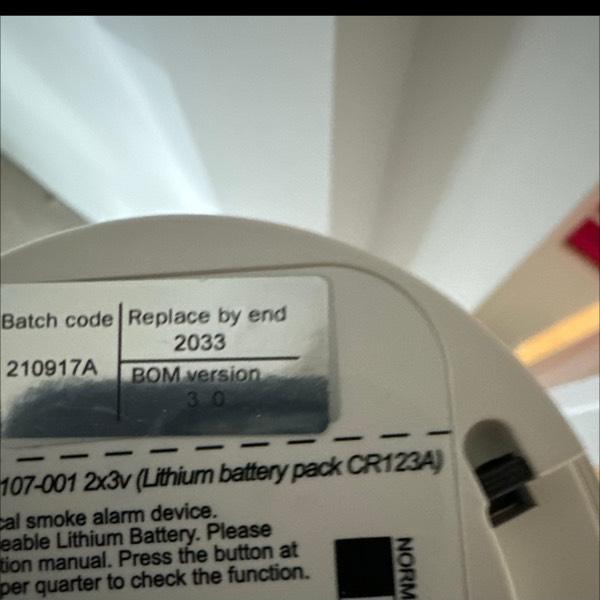 Batch code Replace by end
2033
210917A BOM version
3 0
107-001 2x3v (Lithium battery pack CR123A)
cal smoke alarm device.
eable Lithium Battery. Please
tion manual. Press the button at
per quarter to check the function.
NORM